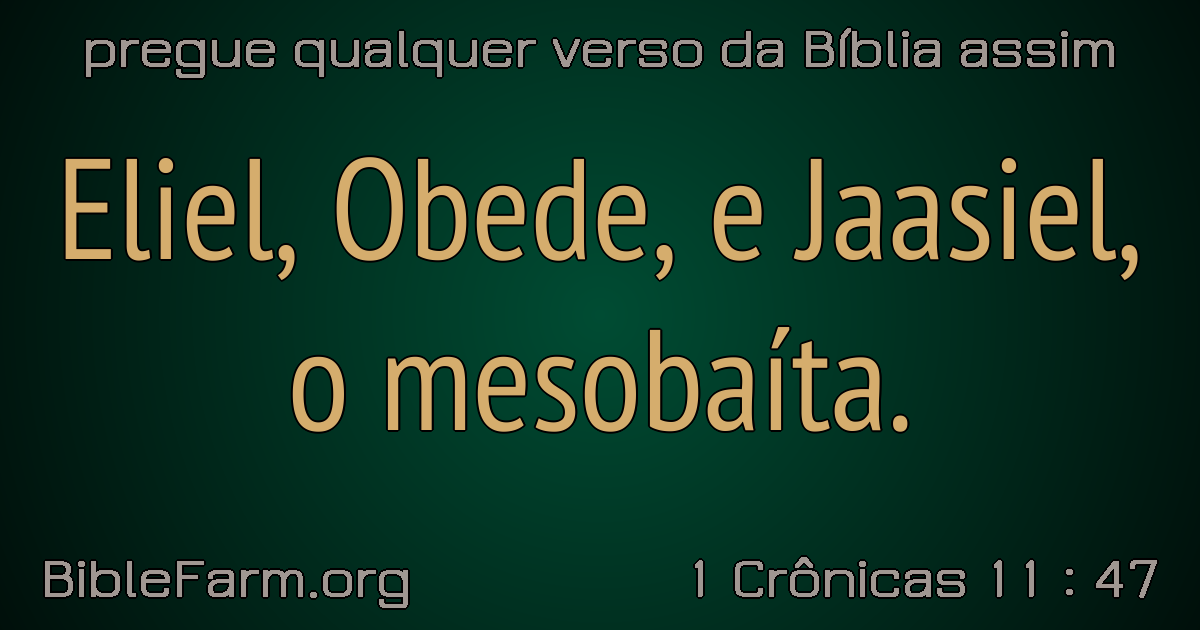 pregue qualquer verso da Bíblia assim
Eliel, Obede, e Jaasiel,
o mesobaíta.
BibleFarm.org
1 Crônicas 11 : 47